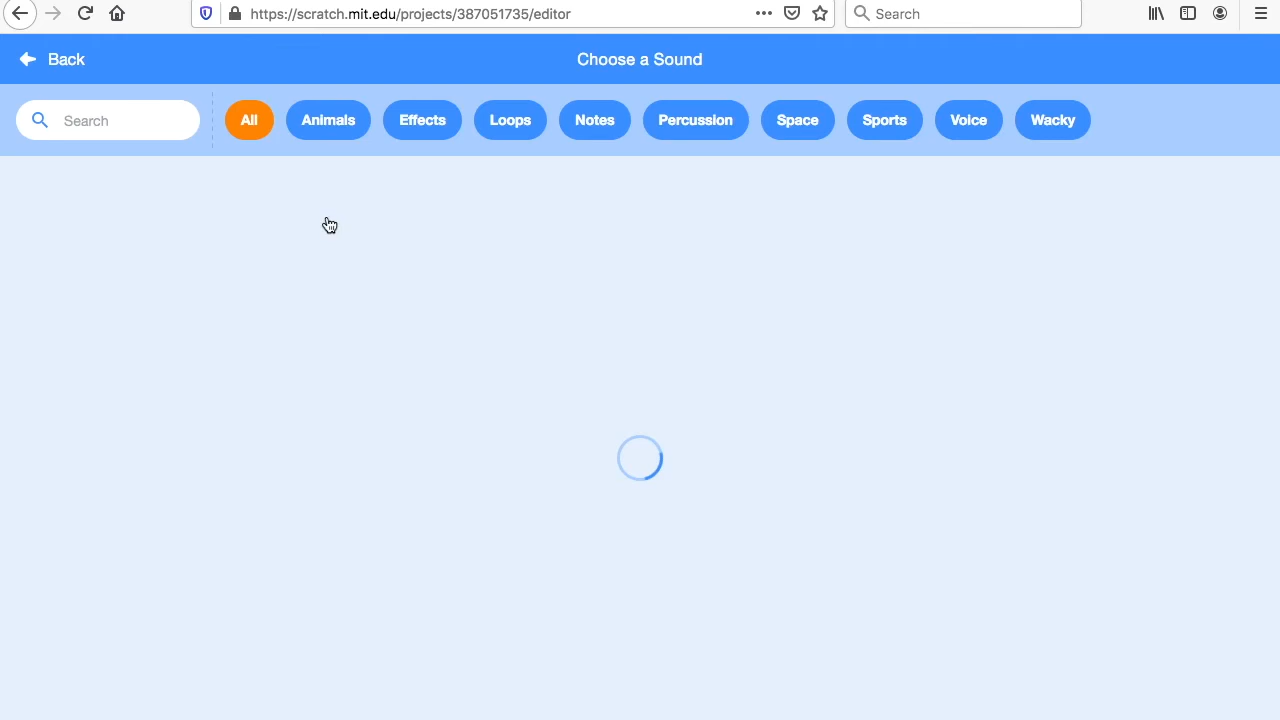 https://scratch.mit.edu/projects/387051735/editor
Search
Back
Choose a Sound
Search
All
Animals
Effects
Loops
Notes
Percussion
Space
Sports
Voice
Wacky